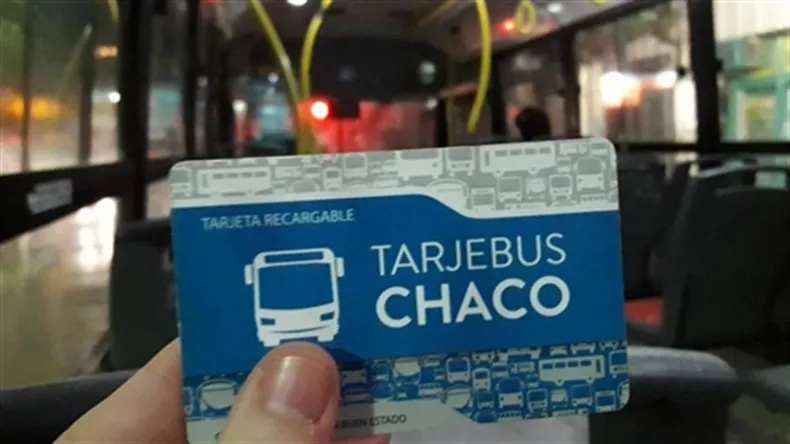 TARJETA RECARGABLE
TARJEBUS
CHACO
N BUEN ESTADO